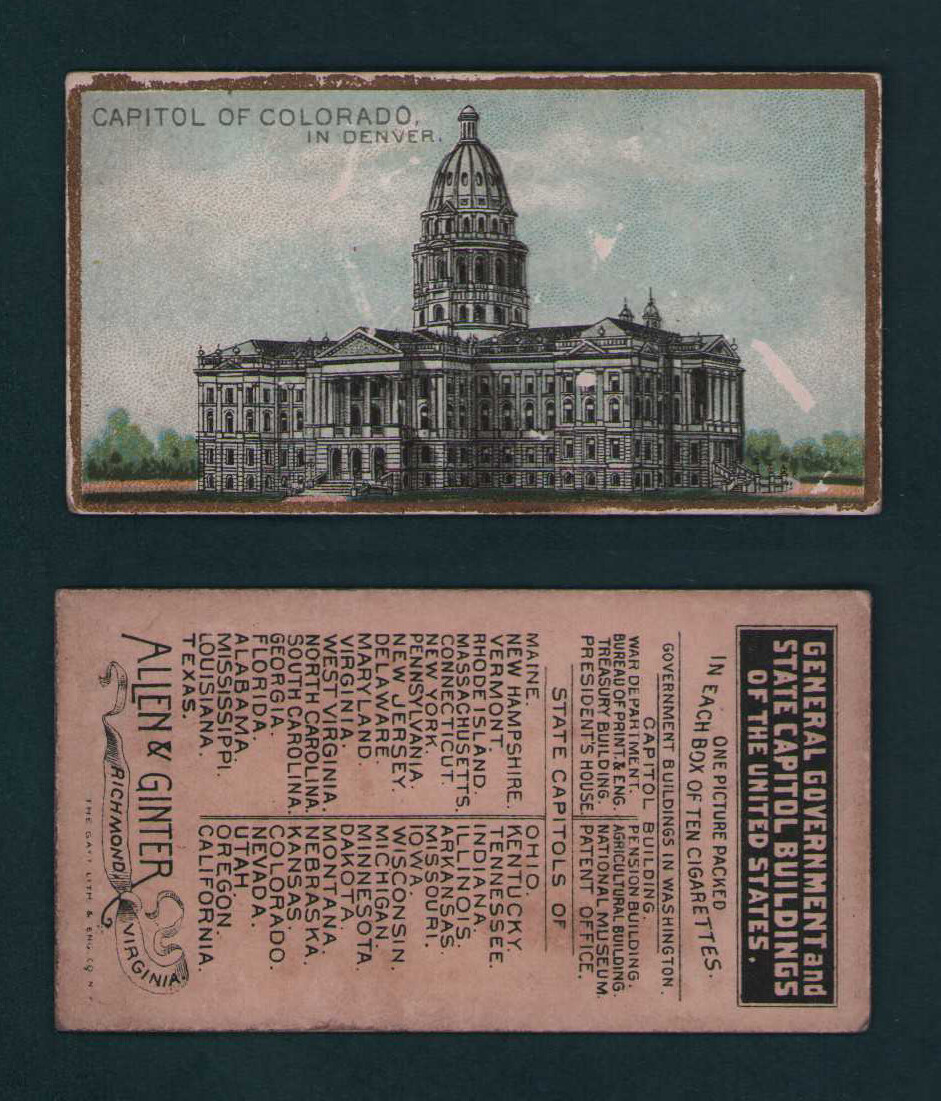 CAPITOL OF COLORADO,
IN DENVER.
GENERAL GOVERNMENT and
STATE CAPITOL BUILDINGS
OF THE UNITED STATES.
ONE PICTURE PACKED
IN EACH BOX OF TEN CIGARETTES.
GOVERNMENT BUILDINGS IN WASHINGTON.
CAPITOL BUILDING
WAR DEPARTMENT.
BUREAU OF PRINT. & ENG.
TREASURY BUILDING.
PRESIDENT'S HOUSE.
PENSION BUILDING.
AGRICULTURAL BUILDING.
NATIONAL MUSEUM.
PATENT OFFICE.
STATE CAPITOLS OF
MAINE.
NEW HAMPSHIRE.
VERMONT.
RHODE ISLAND.
MASSACHUSETTS.
CONNECTICUT.
NEW YORK.
PENNSYLVANIA.
NEW JERSEY.
DELAWARE.
MARYLAND.
VIRGINIA.
WEST VIRGINIA.
NORTH CAROLINA.
SOUTH CAROLINA.
GEORGIA.
FLORIDA.
ALABAMA.
MISSISSIPPI.
LOUISIANA.
TEXAS.
OHIO.
KENTUCKY.
TENNESSEE.
INDIANA.
ILLINOIS.
ARKANSAS.
MISSOURI.
IOWA.
WISCONSIN.
MICHIGAN.
MINNESOTA.
DAKOTA.
MONTANA.
NEBRASKA.
KANSAS.
COLORADO.
NEVADA.
UTAH.
OREGON.
CALIFORNIA.
ALLEN & GINTER
RICHMOND, VIRGINIA.
THE GAST LITH & ENG. CO. N.Y.